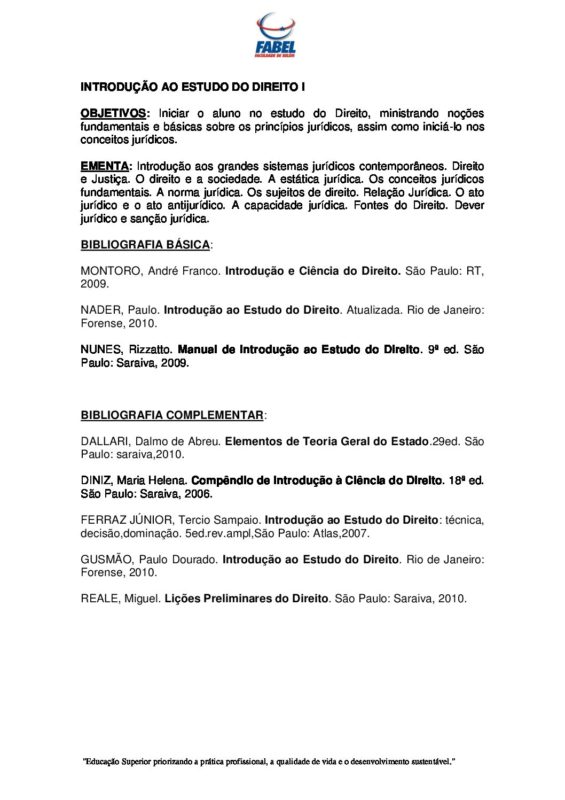 FABEL
FACULDADE DE BELÉM
INTRODUÇÃO AO ESTUDO DO DIREITO I
OBJETIVOS: Iniciar o aluno no estudo do Direito, ministrando noções
fundamentais e básicas sobre os princípios jurídicos, assim como iniciá-lo nos
conceitos jurídicos.
EMENTA: Introdução aos grandes sistemas jurídicos contemporâneos. Direito
e Justiça. O direito e a sociedade. A estática jurídica. Os conceitos jurídicos
fundamentais. A norma jurídica. Os sujeitos de direito. Relação Jurídica. O ato
jurídico e o ato antijurídico. A capacidade jurídica. Fontes do Direito. Dever
jurídico e sanção jurídica.
BIBLIOGRAFIA BÁSICA:
MONTORO, André Franco. Introdução e Ciência do Direito. São Paulo: RT,
2009.
NADER, Paulo. Introdução ao Estudo do Direito. Atualizada. Rio de Janeiro:
Forense, 2010.
NUNES, Rizzatto. Manual de Introdução ao Estudo do Direito. 9ª ed. São
Paulo: Saraiva, 2009.
BIBLIOGRAFIA COMPLEMENTAR:
DALLARI, Dalmo de Abreu. Elementos de Teoria Geral do Estado.29ed. São
Paulo: saraiva,2010.
DINIZ, Maria Helena. Compêndio de Introdução à Ciência do Direito. 18ª ed.
São Paulo: Saraiva, 2006.
FERRAZ JÚNIOR, Tercio Sampaio. Introdução ao Estudo do Direito: técnica,
decisão,dominação. 5ed.rev.ampl,São Paulo: Atlas,2007.
GUSMÃO, Paulo Dourado. Introdução ao Estudo do Direito. Rio de Janeiro:
Forense, 2010.
REALE, Miguel. Lições Preliminares do Direito. São Paulo: Saraiva, 2010.
"Educação Superior priorizando a prática profissional, a qualidade de vida e o desenvolvimento sustentável."